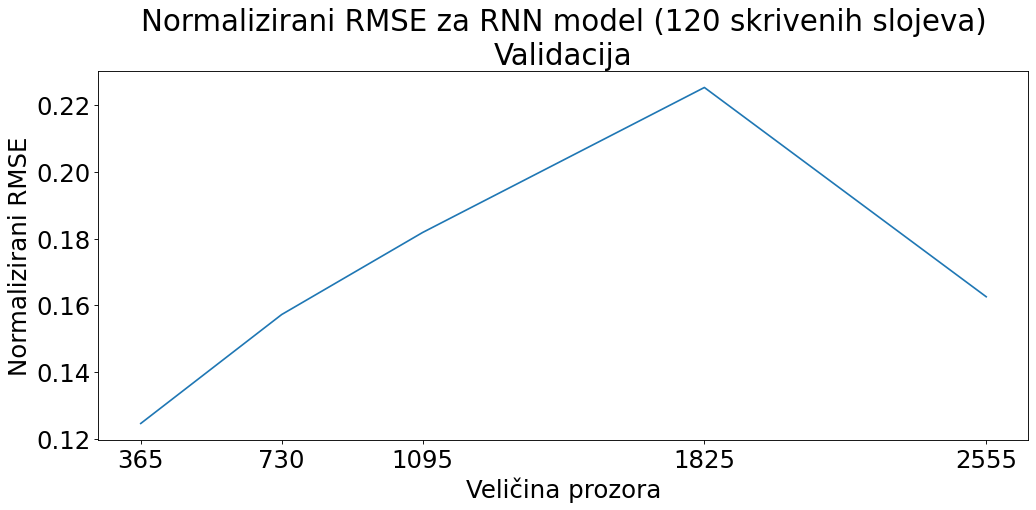 Normalizirani RMSE za RNN model (120 skrivenih slojeva)
Validacija
Normalizirani RMSE
0.22
0.20
0.18
0.16
0.14
0.12
365 730 1095 1825 2555
Veličina prozora